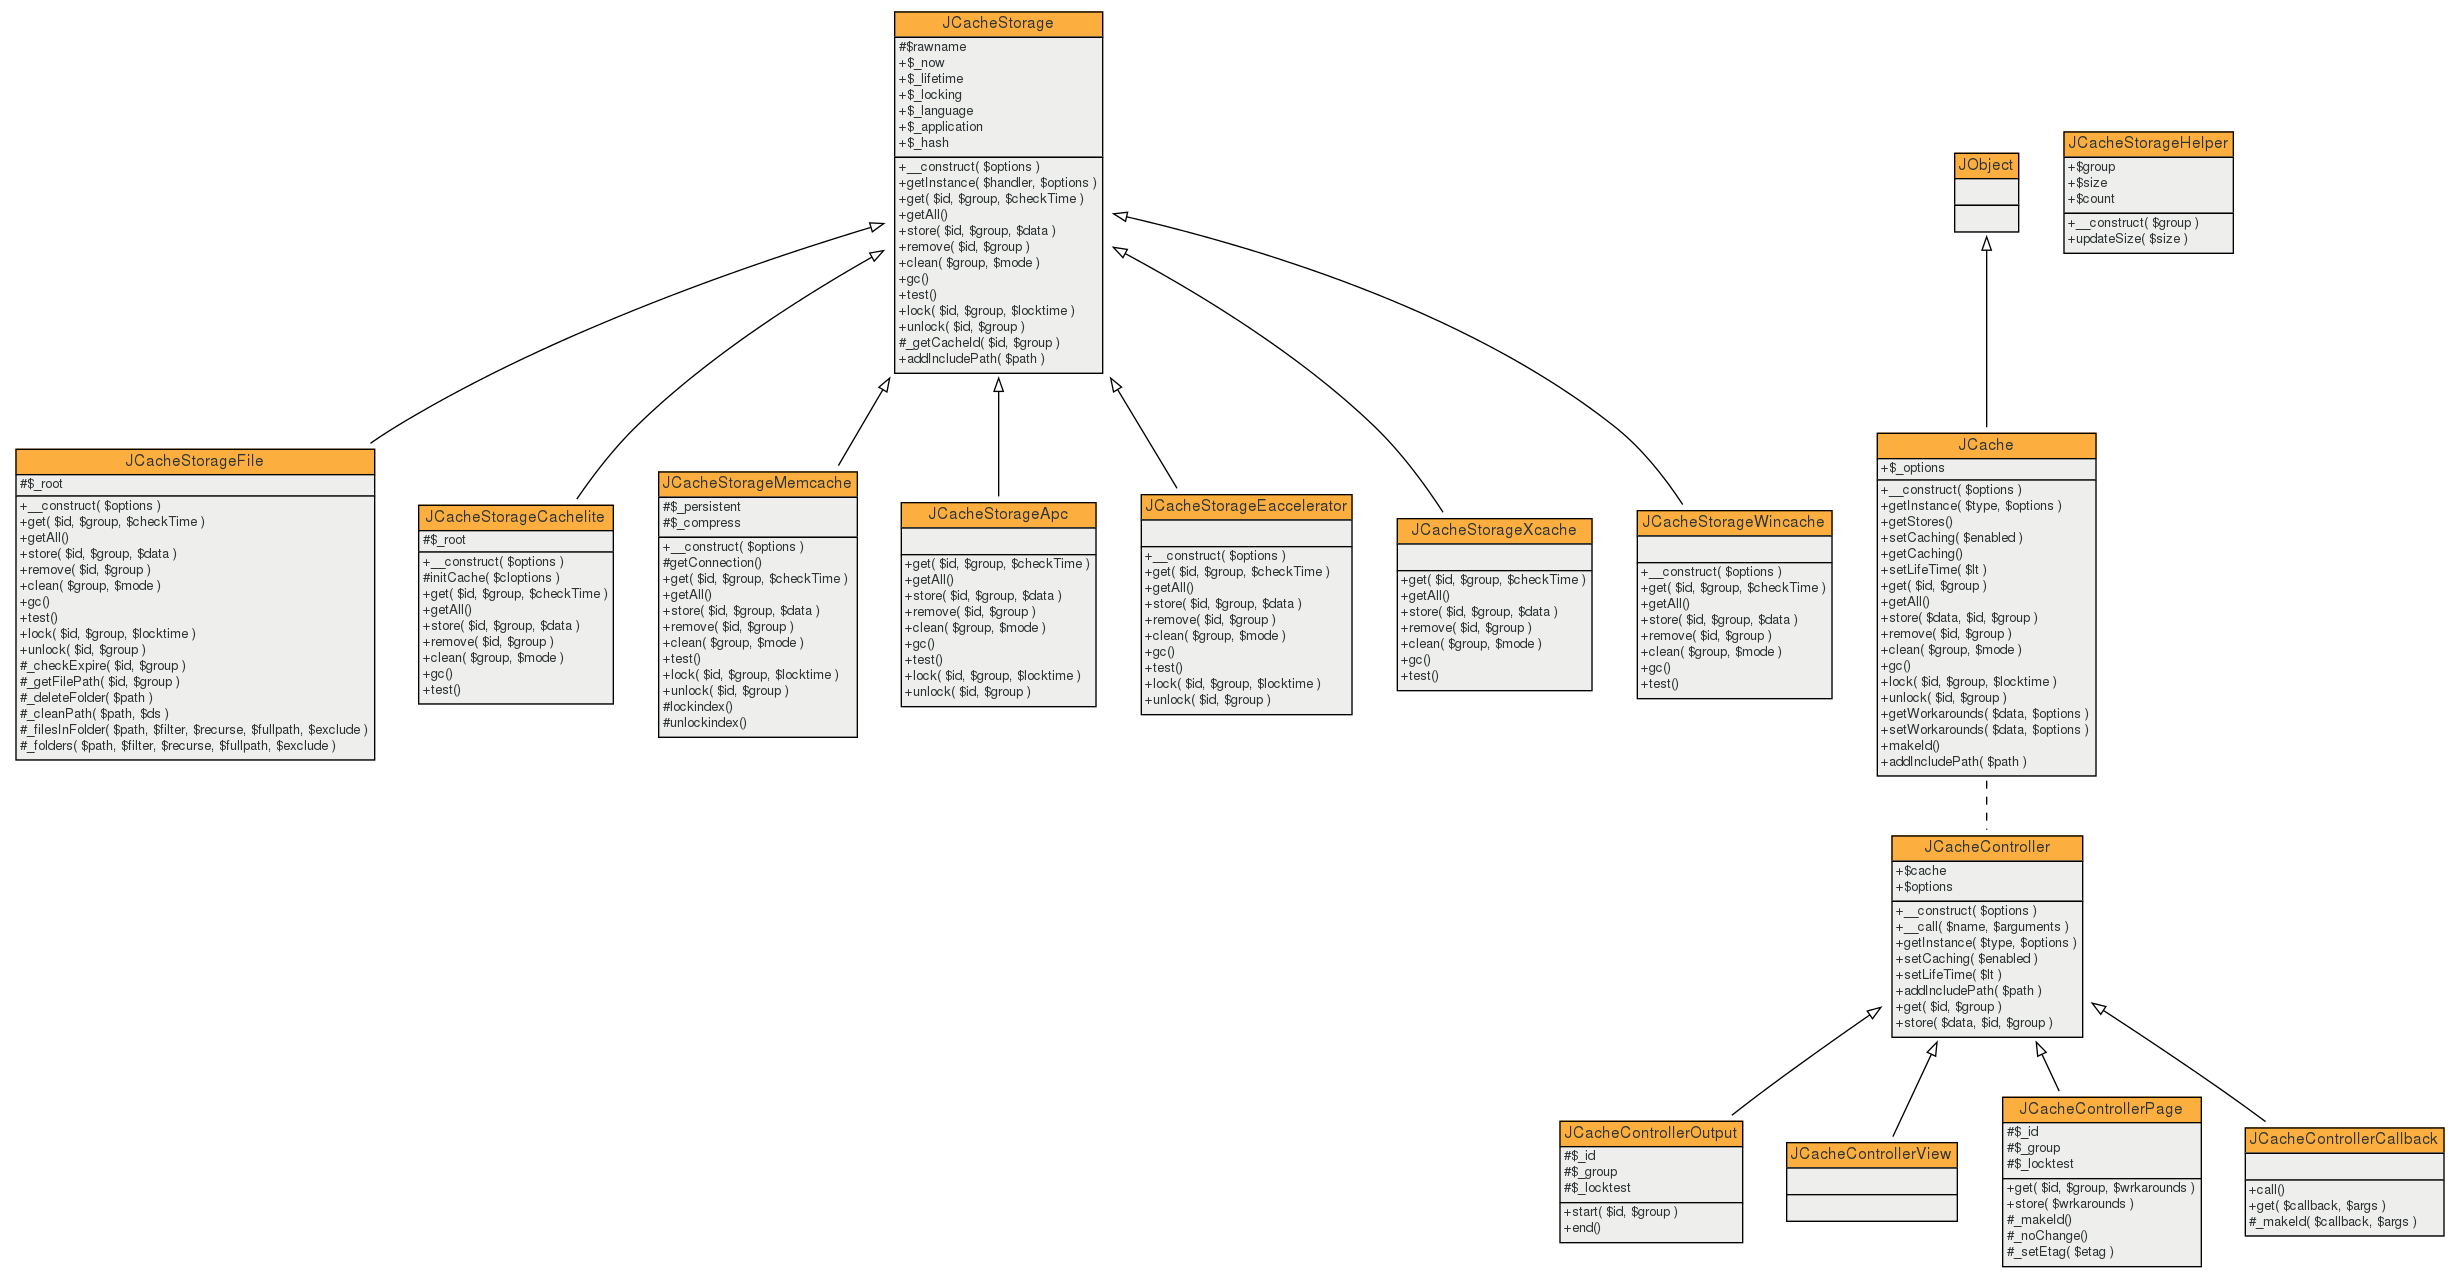 JCacheStorage
#$rawname
+$_now
+$_lifetime
+$_locking
+$_language
+$_application
+$_hash
+__construct( $options )
+getInstance( $handler, $options )
+get( $id, $group, $checkTime )
+getAll()
+store( $id, $group, $data )
+remove( $id, $group )
+clean( $group, $mode )
+gc()
+test()
+lock( $id, $group, $locktime )
+unlock( $id, $group )
#_getCacheId( $id, $group )
+addIncludePath( $path )
JObject
JCacheStorageHelper
+$group
+$size
+$count
+__construct( $group )
+updateSize( $size )
JCacheStorageFile
#$_root
+__construct( $options )
+get( $id, $group, $checkTime )
+getAll()
+store( $id, $group, $data )
+remove( $id, $group )
+clean( $group, $mode )
+gc()
+test()
+lock( $id, $group, $locktime )
+unlock( $id, $group )
#_checkExpire( $id, $group )
#_getFilePath( $id, $group )
#_deleteFolder( $path )
#_cleanPath( $path, $ds )
#_filesInFolder( $path, $filter, $recurse, $fullpath, $exclude )
#_folders( $path, $filter, $recurse, $fullpath, $exclude )
JCacheStorageCachelite
#$_root
+__construct( $options )
#initCache( $cloptions )
+get( $id, $group, $checkTime )
+getAll()
+store( $id, $group, $data )
+remove( $id, $group )
+clean( $group, $mode )
+gc()
+test()
JCacheStorageMemcache
#$_persistent
#$_compress
+__construct( $options )
#getConnection()
+get( $id, $group, $checkTime )
+getAll()
+store( $id, $group, $data )
+remove( $id, $group )
+clean( $group, $mode )
+test()
+lock( $id, $group, $locktime )
+unlock( $id, $group )
#lockindex()
#unlockindex()
JCacheStorageApc
+get( $id, $group, $checkTime )
+getAll()
+store( $id, $group, $data )
+remove( $id, $group )
+clean( $group, $mode )
+gc()
+test()
+lock( $id, $group, $locktime )
+unlock( $id, $group )
JCacheStorageEaccelerator
+__construct( $options )
+get( $id, $group, $checkTime )
+getAll()
+store( $id, $group, $data )
+remove( $id, $group )
+clean( $group, $mode )
+gc()
+test()
+lock( $id, $group, $locktime )
+unlock( $id, $group )
JCacheStorageXcache
+get( $id, $group, $checkTime )
+getAll()
+store( $id, $group, $data )
+remove( $id, $group )
+clean( $group, $mode )
+gc()
+test()
JCacheStorageWincache
+__construct( $options )
+get( $id, $group, $checkTime )
+getAll()
+store( $id, $group, $data )
+remove( $id, $group )
+clean( $group, $mode )
+gc()
+test()
JCache
+$_options
+__construct( $options )
+getInstance( $type, $options )
+getStores()
+setCaching( $enabled )
+getCaching()
+setLifeTime( $lt )
+get( $id, $group )
+getAll()
+store( $data, $id, $group )
+remove( $id, $group )
+clean( $group, $mode )
+gc()
+lock( $id, $group, $locktime )
+unlock( $id, $group )
+getWorkarounds( $data, $options )
+setWorkarounds( $data, $options )
+makeId()
+addIncludePath( $path )
JCacheController
+$cache
+$options
+__construct( $options )
+__call( $name, $arguments )
+getInstance( $type, $options )
+setCaching( $enabled )
+setLifeTime( $lt )
+addIncludePath( $path )
+get( $id, $group )
+store( $data, $id, $group )
JCacheControllerOutput
#$_id
#$_group
#$_locktest
+start( $id, $group )
+end()
JCacheControllerView
JCacheControllerPage
#$_id
#$_group
#$_locktest
+get( $id, $group, $wrkarounds )
+store( $wrkarounds )
#_makeId()
#_noChange()
#_setEtag( $etag )
JCacheControllerCallback
+call()
+get( $callback, $args )
#_makeId( $callback, $args )